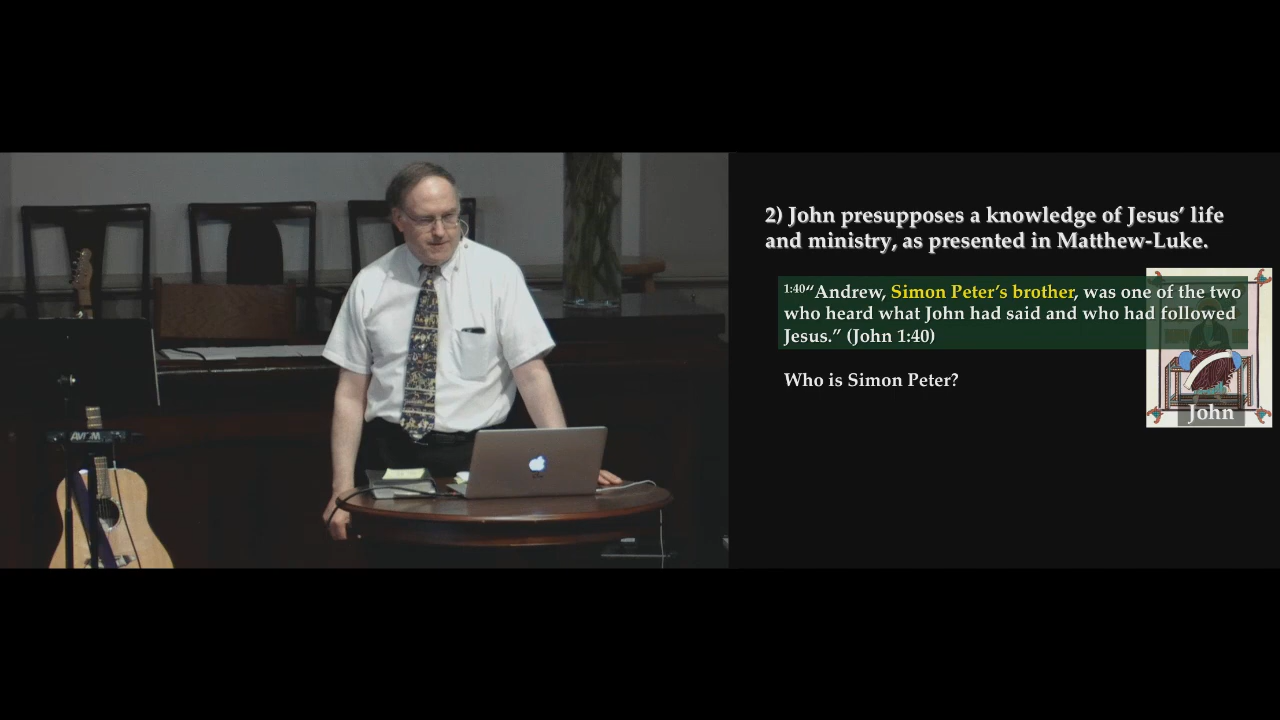 2) John presupposes a knowledge of Jesus’ life
and ministry, as presented in Matthew-Luke.
1:40“Andrew, Simon Peter’s brother, was one of the two
who heard what John had said and who had followed
Jesus.” (John 1:40)
Who is Simon Peter?
John
AVIOM